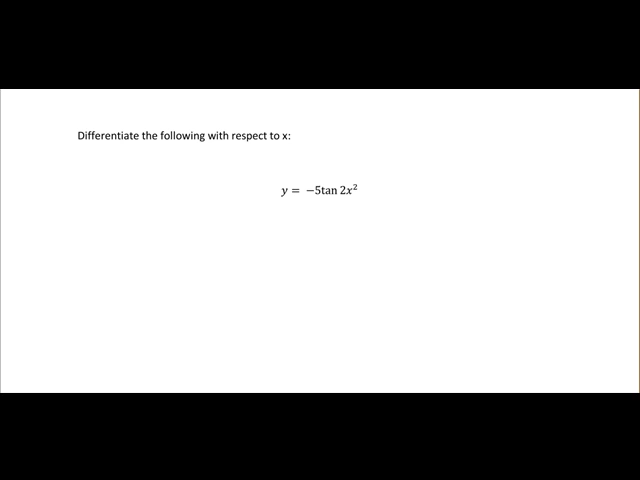 Differentiate the following with respect to x:
y = −5tan 2x²